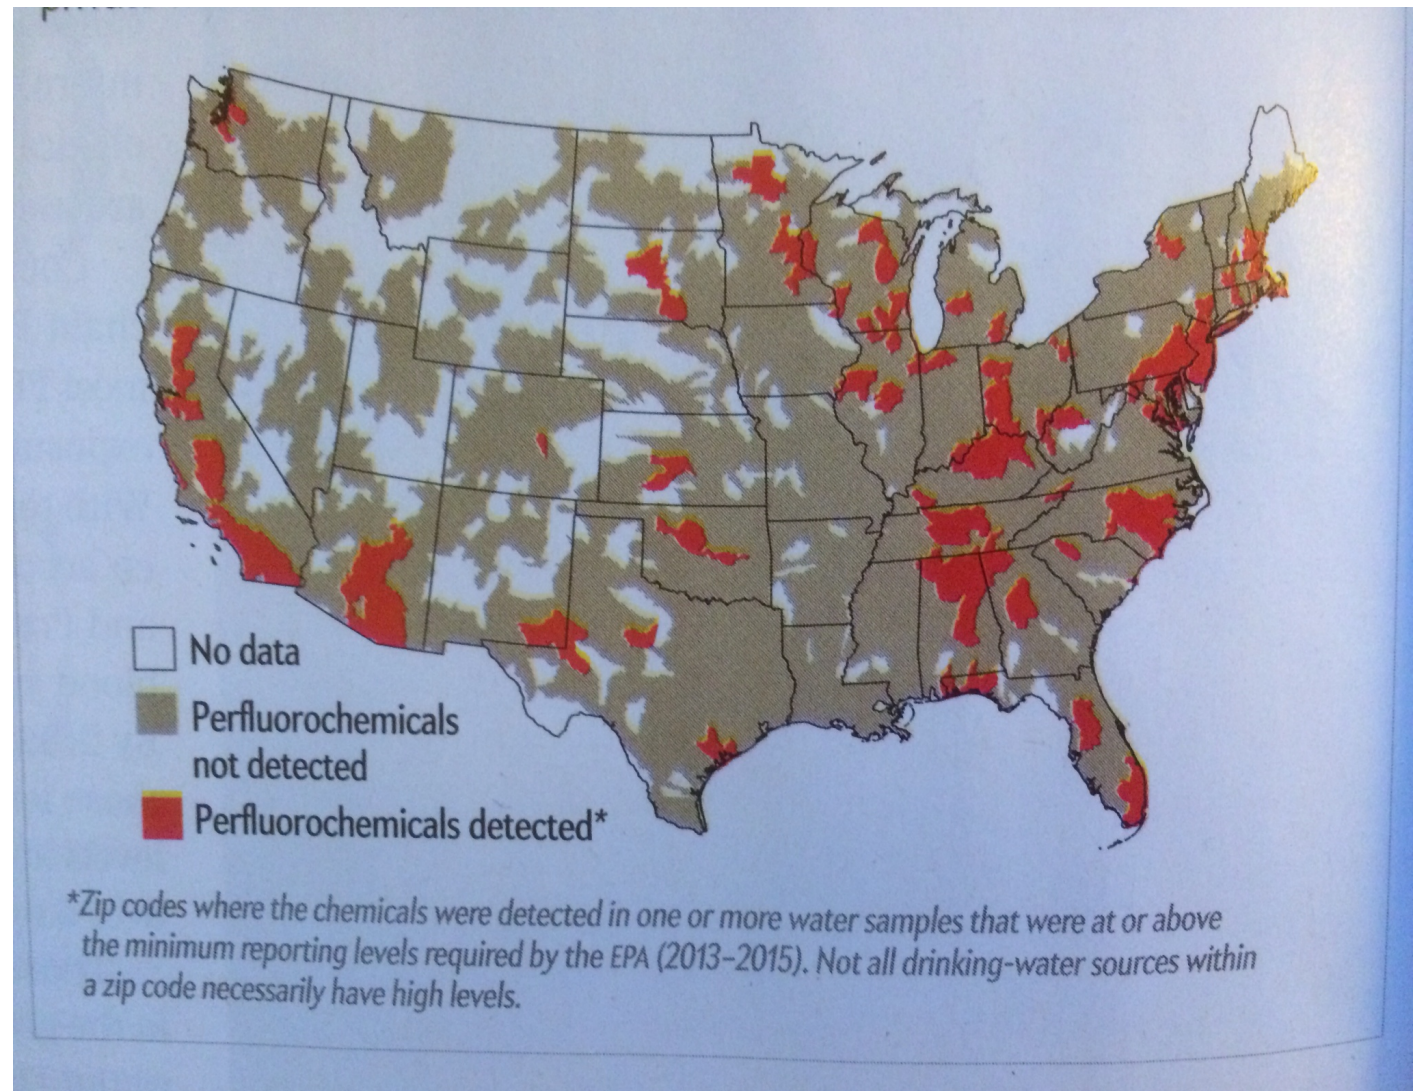 No data
Perfluorochemicals
not detected
Perfluorochemicals detected*
*Zip codes where the chemicals were detected in one or more water samples that were at or above
the minimum reporting levels required by the EPA (2013–2015). Not all drinking-water sources within
a zip code necessarily have high levels.